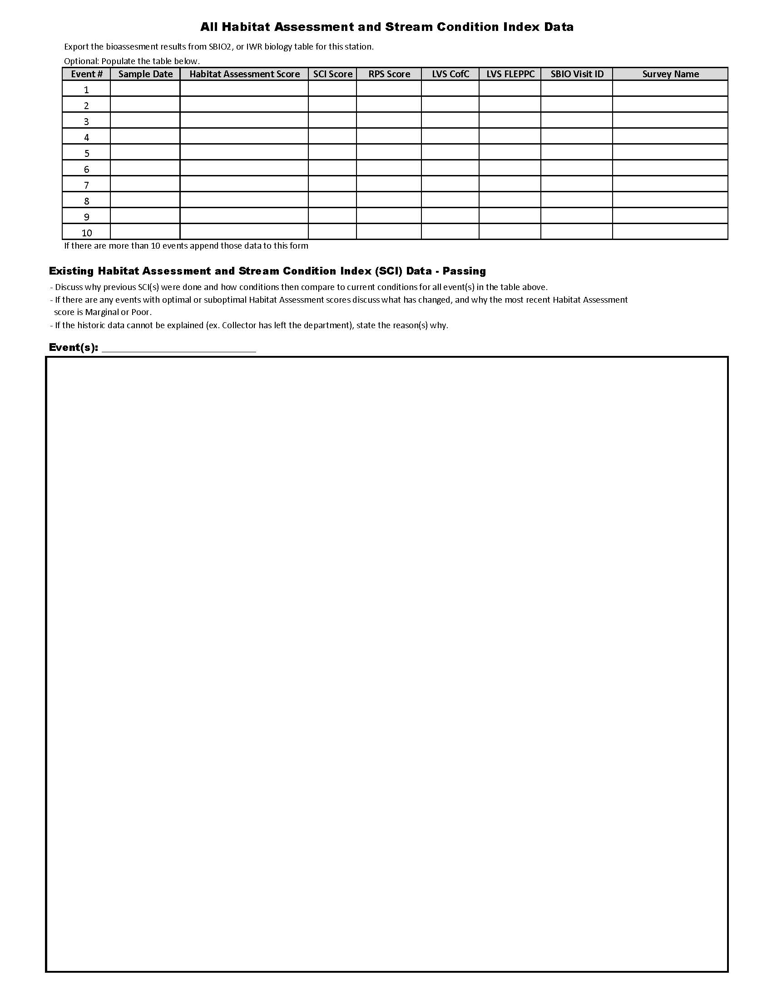 All Habitat Assessment and Stream Condition Index Data
Export the bioassesment results from SBIO2, or IWR biology table for this station.
Optional: Populate the table below.
Event # Sample Date Habitat Assessment Score SCI Score RPS Score LVS CofC LVS FLEPPC SBIO Visit ID Survey Name
1
2
3
4
5
6
7
8
9
10
If there are more than 10 events append those data to this form
Existing Habitat Assessment and Stream Condition Index (SCI) Data - Passing
- Discuss why previous SCI(s) were done and how conditions then compare to current conditions for all event(s) in the table above.
- If there are any events with optimal or suboptimal Habitat Assessment scores discuss what has changed, and why the most recent Habitat Assessment
score is Marginal or Poor.
- If the historic data cannot be explained (ex. Collector has left the department), state the reason(s) why.
Event(s): ____________________________